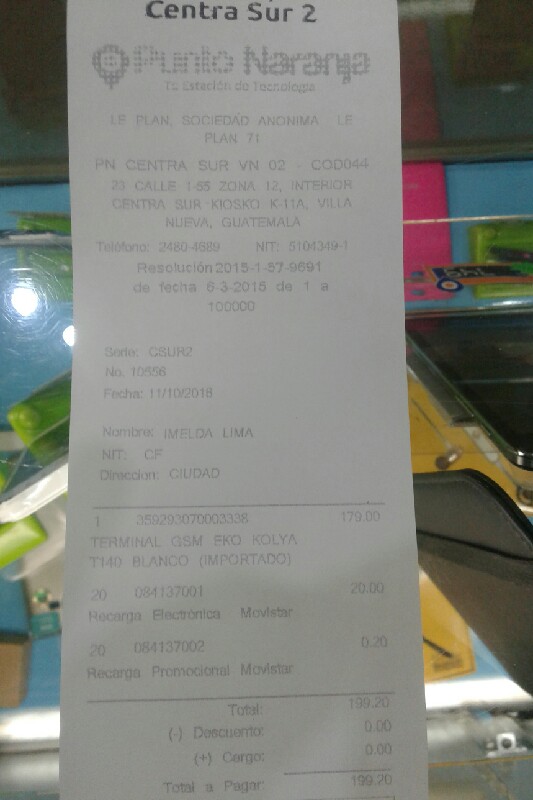 Centra Sur 2
Punto Naranja
Tu Estación de Tecnología
LE PLAN, SOCIEDAD ANONIMA LE
PLAN 71
PN CENTRA SUR VN 02 - COD044
23 CALLE 1-55 ZONA 12, INTERIOR
CENTRA SUR KIOSKO K-11A, VILLA
NUEVA, GUATEMALA
Teléfono: 2480-4689 NIT: 5104349-1
Resolución 2015-1-57-9691
de fecha 6-3-2015 de 1 a
100000
Serie: CSUR2
No. 10556
Fecha: 11/10/2016
Nombre: IMELDA LIMA
NIT: CF
Direccion: CIUDAD
1 359293070003338 179.00
TERMINAL GSM EKO KOLYA
T140 BLANCO (IMPORTADO)
20 084137001 20.00
Recarga Electronica Movistar
20 084137002 0.20
Recarga Promocional Movistar
Total: 199.20
(-) Descuento: 0.00
(+) Cargo: 0.00
Total a Pagar: 199.20